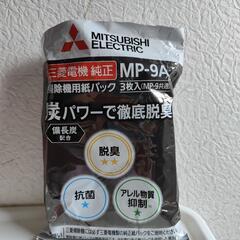 MITSUBISHI
ELECTRIC
三菱電機 純正
MP-9A
掃除機用紙パック
3枚入(MP-9共通)
炭パワーで徹底脱臭
備長炭
配合
脱臭
★★
抗菌
★
アレル物質
抑制
★